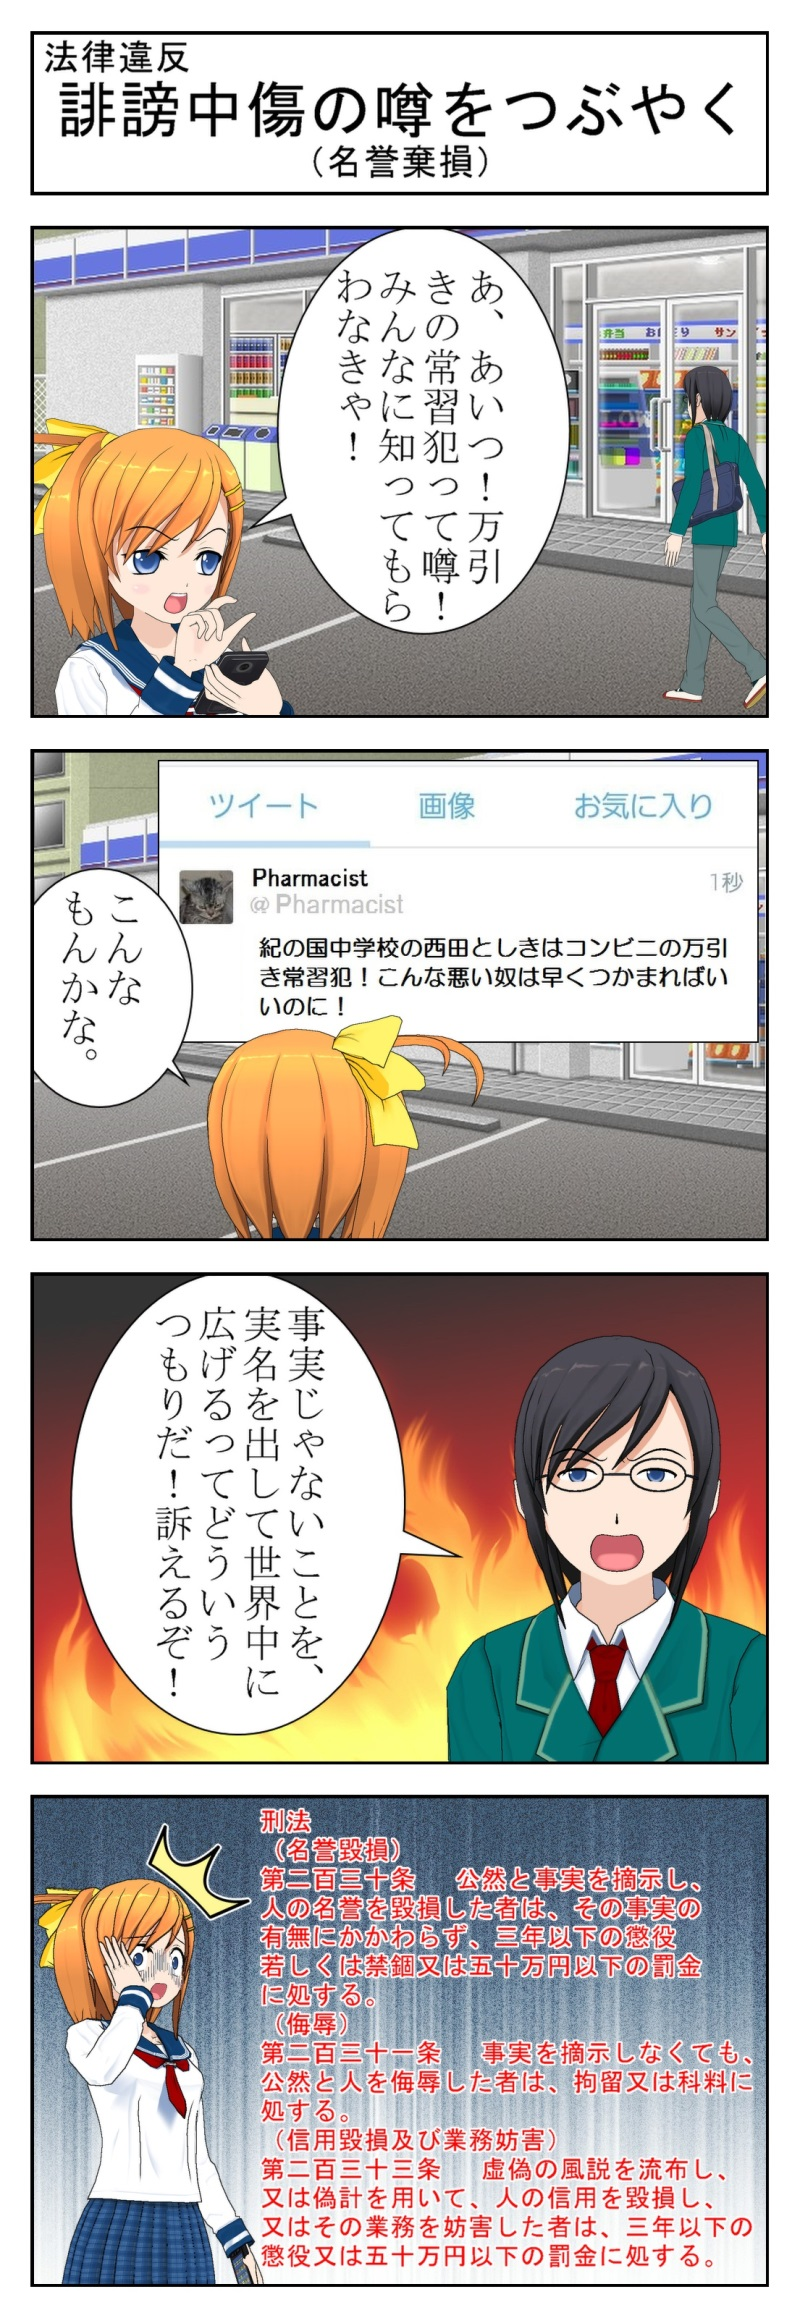 法律違反
誹謗中傷の噂をつぶやく
（名誉棄損）
あ、あいつ！万引
きの常習犯って噂！
みんなに知ってもら
わなきゃ！
弁当
ツイート 画像 お気に入り
Pharmacist 1秒
@Pharmacist
紀の国中学校の西田としきはコンビニの万引
き常習犯！こんな悪い奴は早くつかまればい
いのに！
こんな
もんかな。
事実じゃないことを、
実名を出して世界中に
広げるってどういう
つもりだ！訴えるぞ！
刑法
（名誉毀損）
第二百三十条　公然と事実を摘示し、
人の名誉を毀損した者は、その事実の
有無にかかわらず、三年以下の懲役
若しくは禁錮又は五十万円以下の罰金
に処する。
（侮辱）
第二百三十一条　事実を摘示しなくても、
公然と人を侮辱した者は、拘留又は科料に
処する。
（信用毀損及び業務妨害）
第二百三十三条　虚偽の風説を流布し、
又は偽計を用いて、人の信用を毀損し、
又はその業務を妨害した者は、三年以下の
懲役又は五十万円以下の罰金に処する。